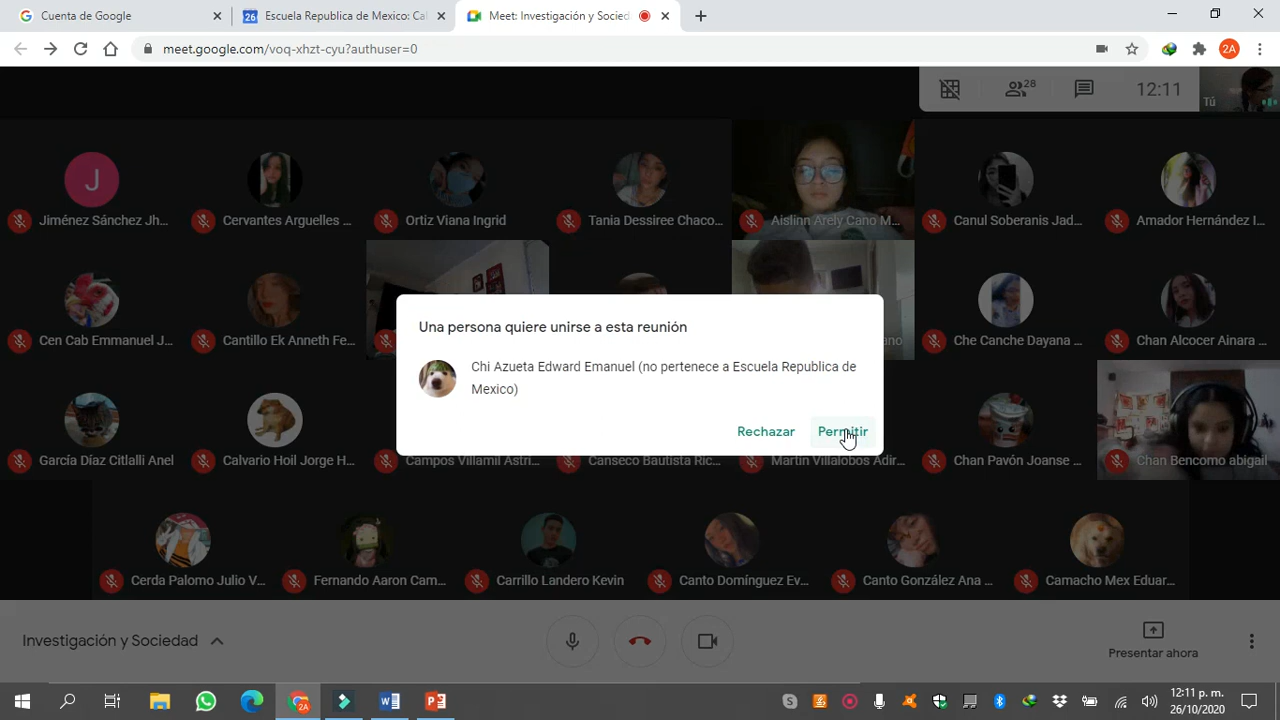 Cuenta de Google
Escuela Republica de Mexico: Cal
Meet: Investigación y Socied
meet.google.com/voq-xhzt-cyu?authuser=0
2A
28
12:11
Tú
J
Jiménez Sánchez Jh...
Cervantes Arguelles ...
Ortiz Viana Ingrid
Tania Dessiree Chaco...
Aislinn Arely Cano M...
Canul Soberanis Jad...
Amador Hernández I...
Cen Cab Emmanuel J...
Cantillo Ek Anneth Fe...
Che Canche Dayana ...
Chan Alcocer Ainara ...
Una persona quiere unirse a esta reunión
Chi Azueta Edward Emanuel (no pertenece a Escuela Republica de
Mexico)
Rechazar
Permitir
García Díaz Citlalli Anel
Calvario Hoil Jorge H...
Campos Villamil Astri...
Canseco Bautista Ric...
Martin Villalobos Adir...
Chan Pavón Joanse ...
Chan Bencomo abigail
Cerda Palomo Julio V...
Fernando Aaron Cam...
Carrillo Landero Kevin
Canto Domínguez Ev...
Canto González Ana ...
Camacho Mex Eduar...
Investigación y Sociedad
Presentar ahora
12:11 p. m.
26/10/2020